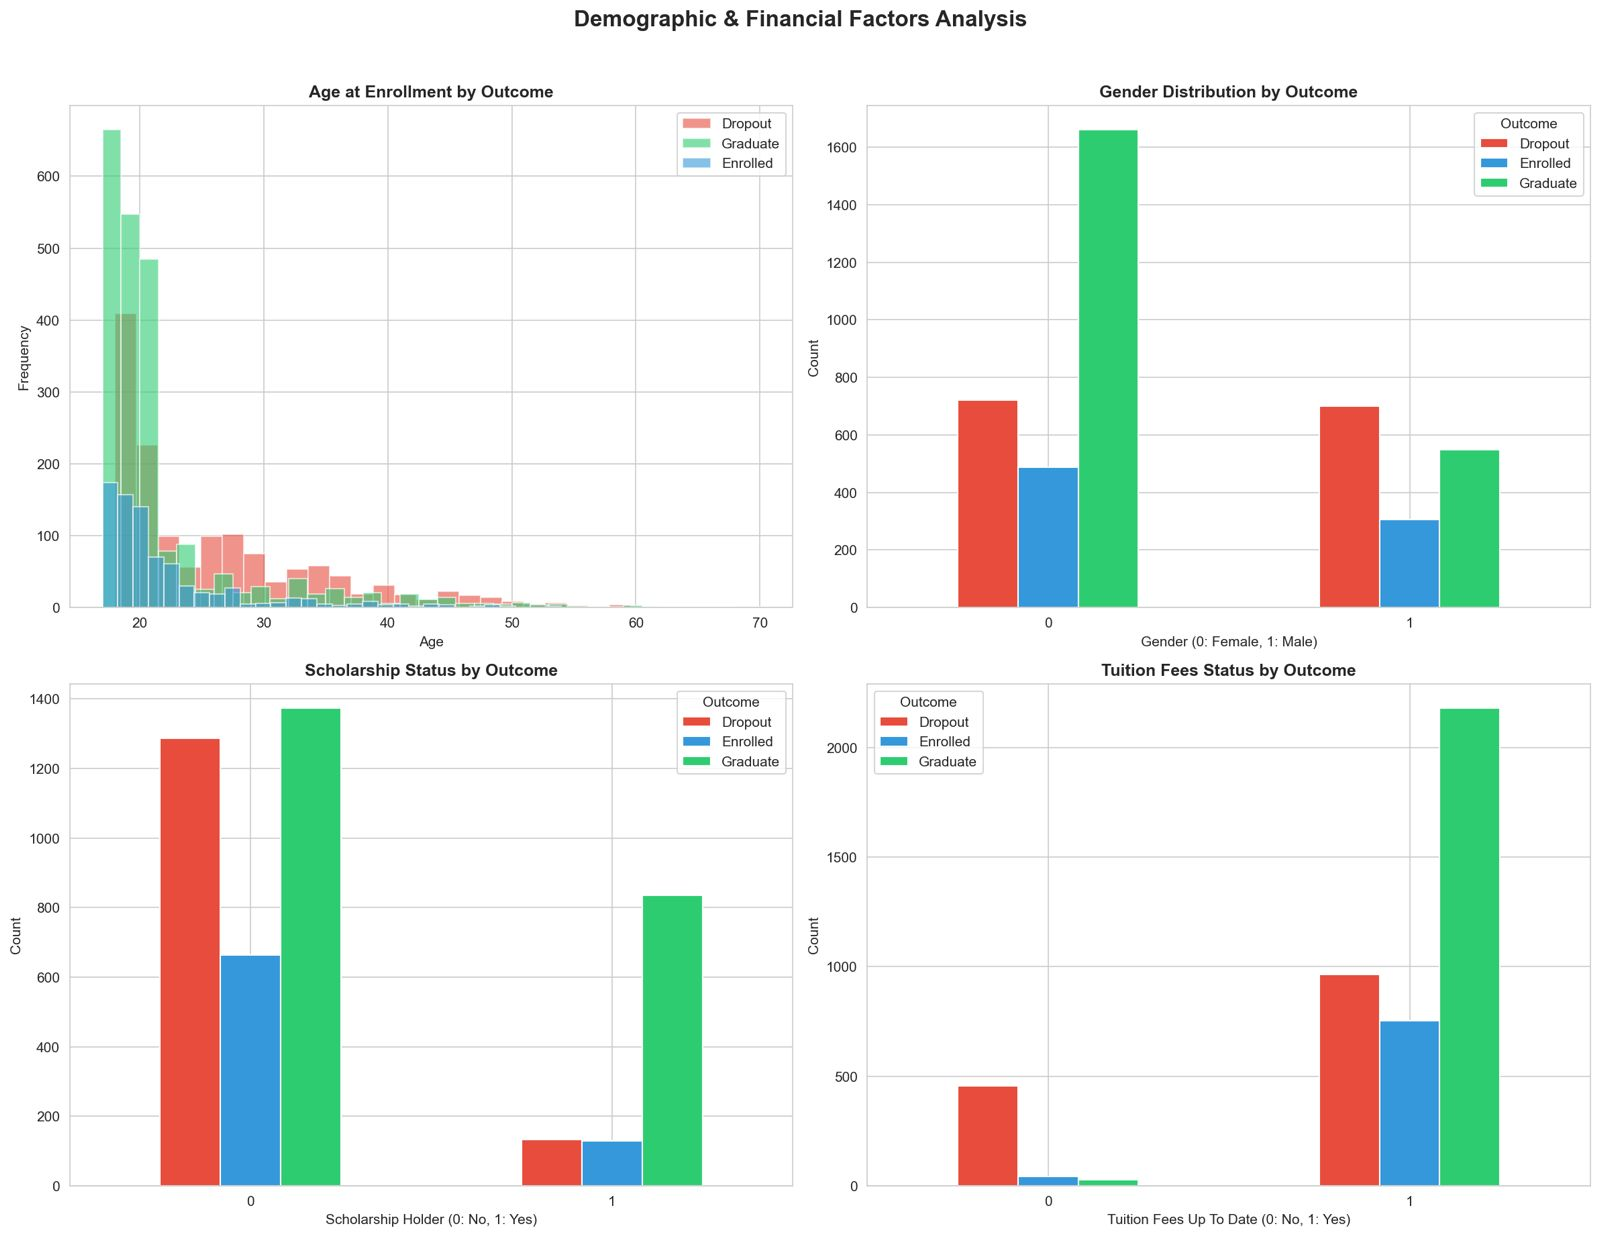 Demographic & Financial Factors Analysis
Age at Enrollment by Outcome
Dropout
Graduate
Enrolled
600
500
400
300
200
100
0
Frequency
20 30 40 50 60 70
Age
Gender Distribution by Outcome
Outcome
Dropout
Enrolled
Graduate
1600
1400
1200
1000
800
600
400
200
0
Count
0 1
Gender (0: Female, 1: Male)
Scholarship Status by Outcome
Outcome
Dropout
Enrolled
Graduate
1400
1200
1000
800
600
400
200
0
Count
0 1
Scholarship Holder (0: No, 1: Yes)
Tuition Fees Status by Outcome
Outcome
Dropout
Enrolled
Graduate
2000
1500
1000
500
0
Count
0 1
Tuition Fees Up To Date (0: No, 1: Yes)